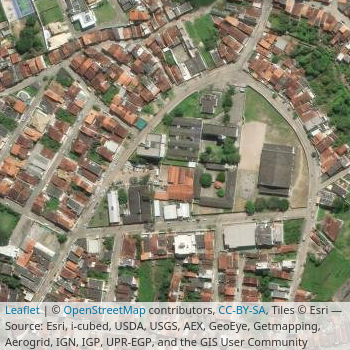 Leaflet | © OpenStreetMap contributors, CC-BY-SA, Tiles © Esri —
Source: Esri, i-cubed, USDA, USGS, AEX, GeoEye, Getmapping,
Aerogrid, IGN, IGP, UPR-EGP, and the GIS User Community